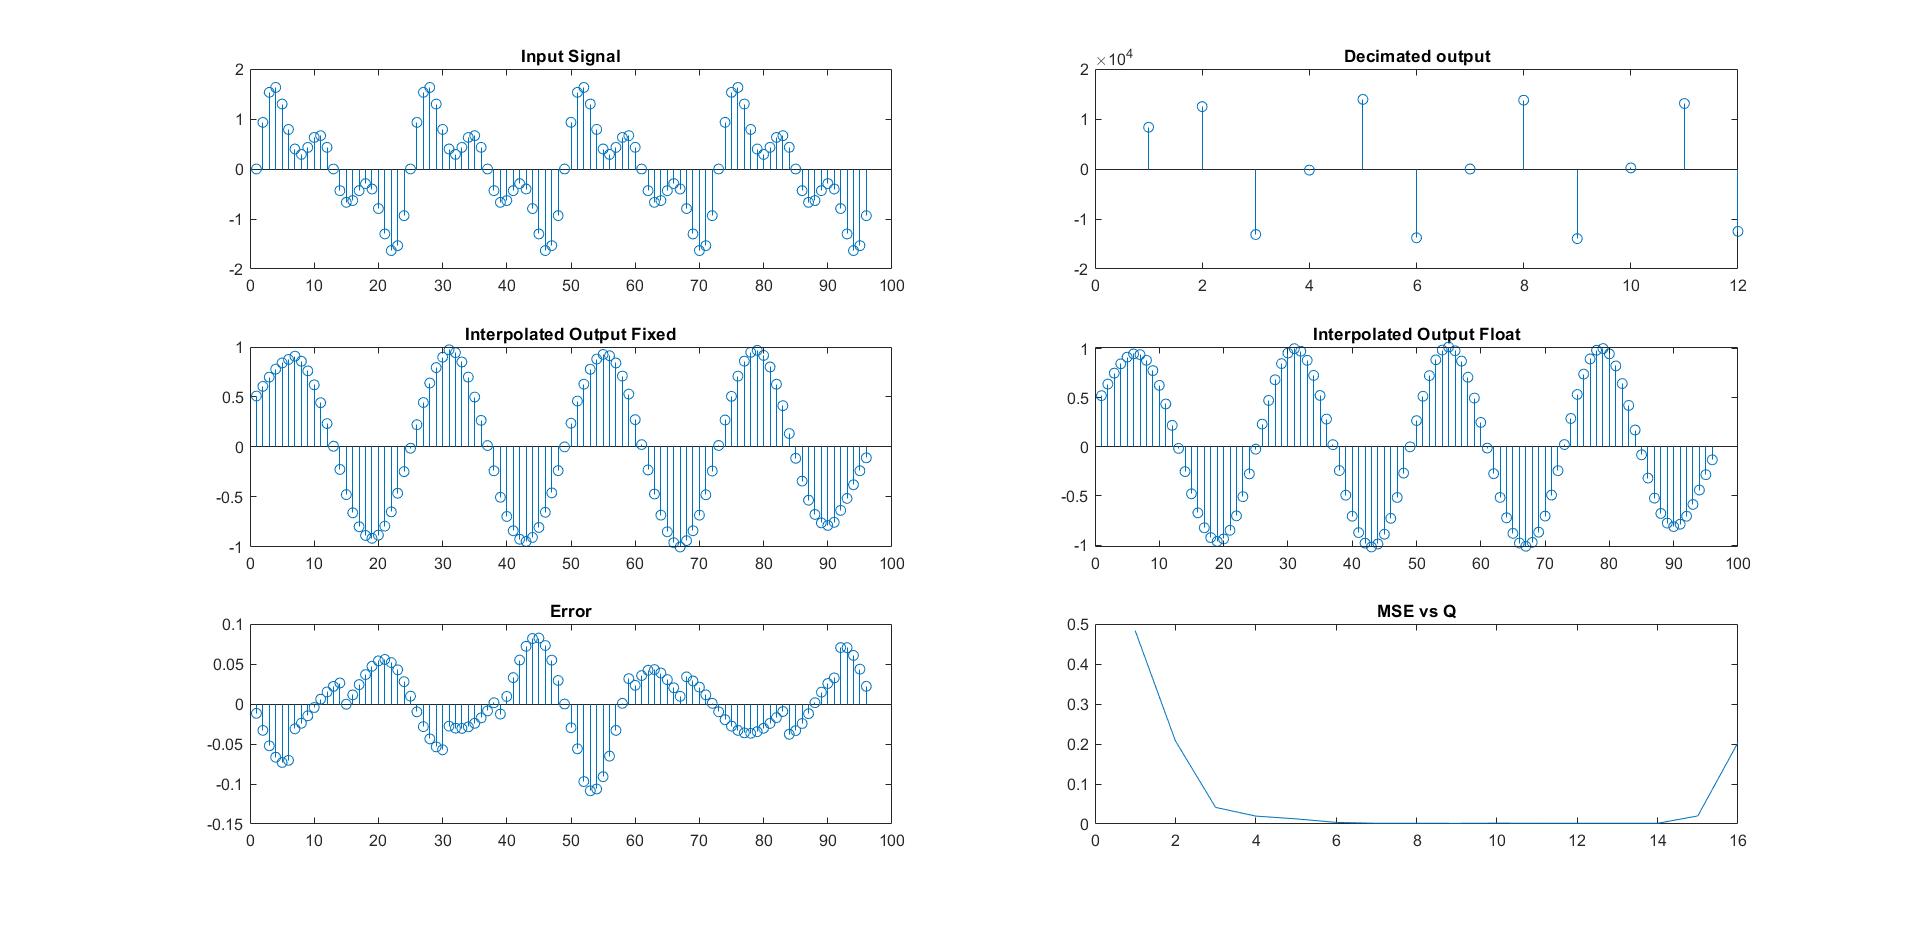 Input Signal
2
1
0
-1
-2
0 10 20 30 40 50 60 70 80 90 100
Decimated output
×10^4
2
1
0
-1
-2
0 2 4 6 8 10 12
Interpolated Output Fixed
1
0.5
0
-0.5
-1
0 10 20 30 40 50 60 70 80 90 100
Interpolated Output Float
1
0.5
0
-0.5
-1
0 10 20 30 40 50 60 70 80 90 100
Error
0.1
0.05
0
-0.05
-0.1
-0.15
0 10 20 30 40 50 60 70 80 90 100
MSE vs Q
0.5
0.4
0.3
0.2
0.1
0
0 2 4 6 8 10 12 14 16